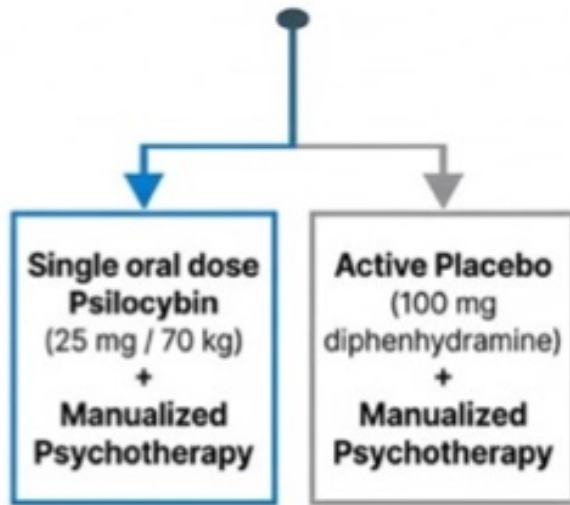 Single oral dose
Psilocybin
(25 mg / 70 kg)
+
Manualized
Psychotherapy
Active Placebo
(100 mg
diphenhydramine)
+
Manualized
Psychotherapy